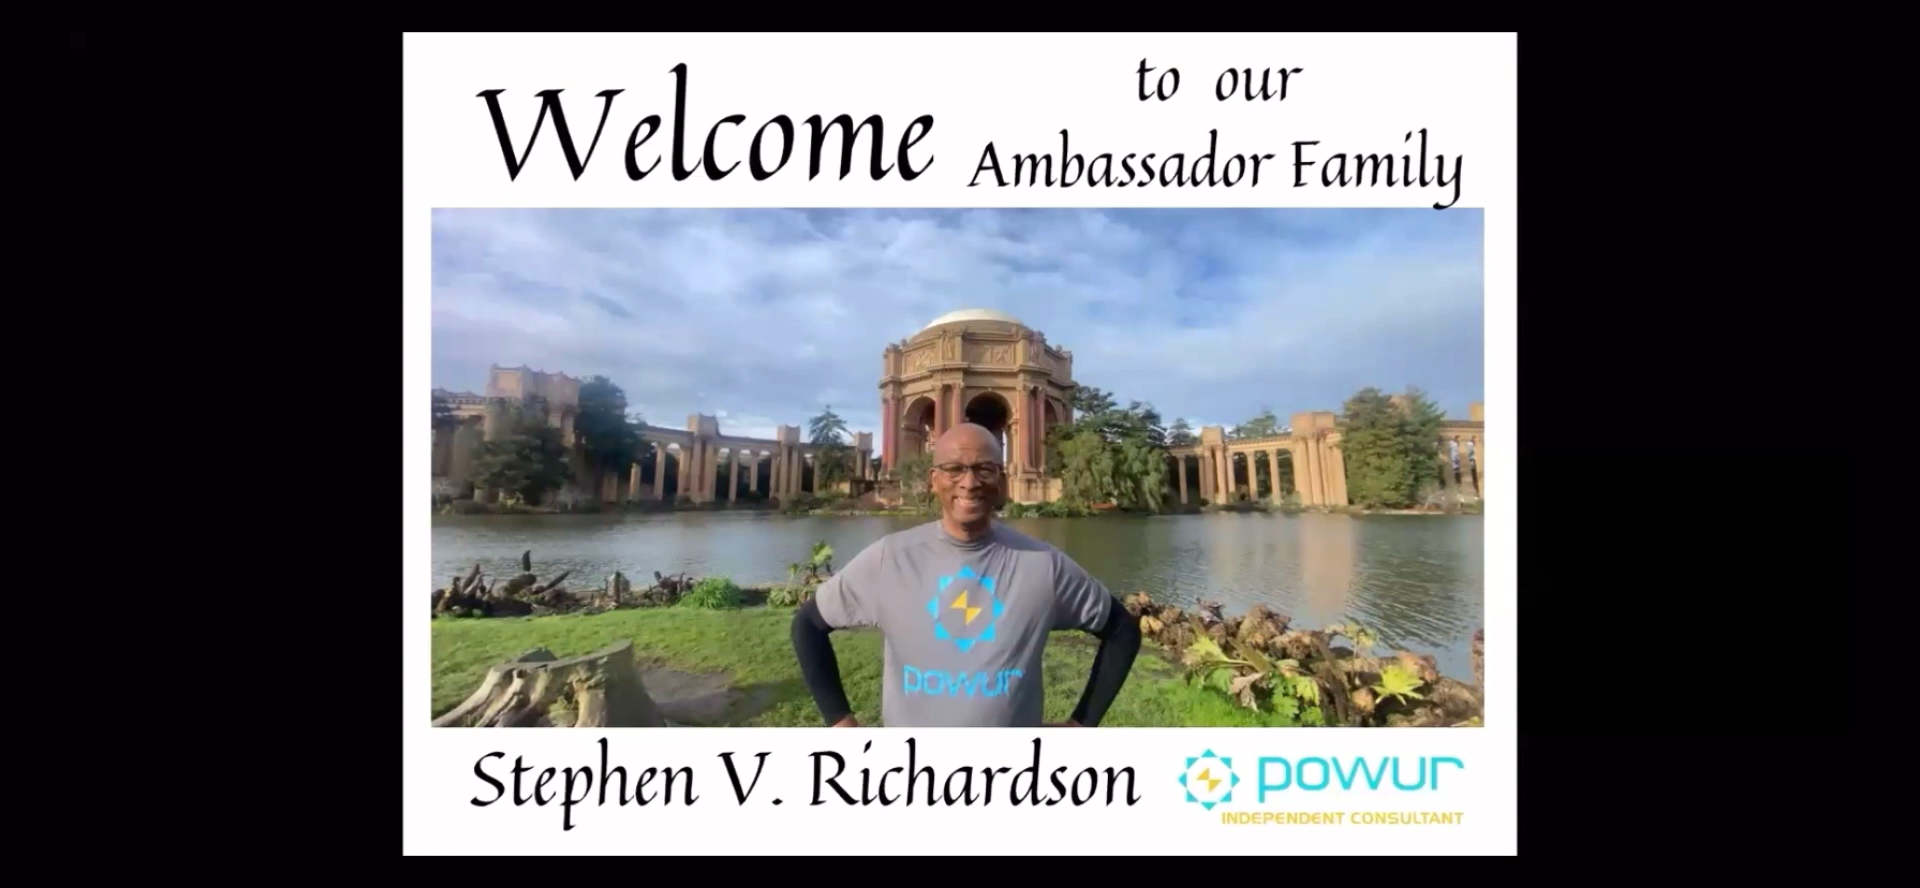 Welcome
to our
Ambassador Family
powur
Stephen V. Richardson
powur
INDEPENDENT CONSULTANT